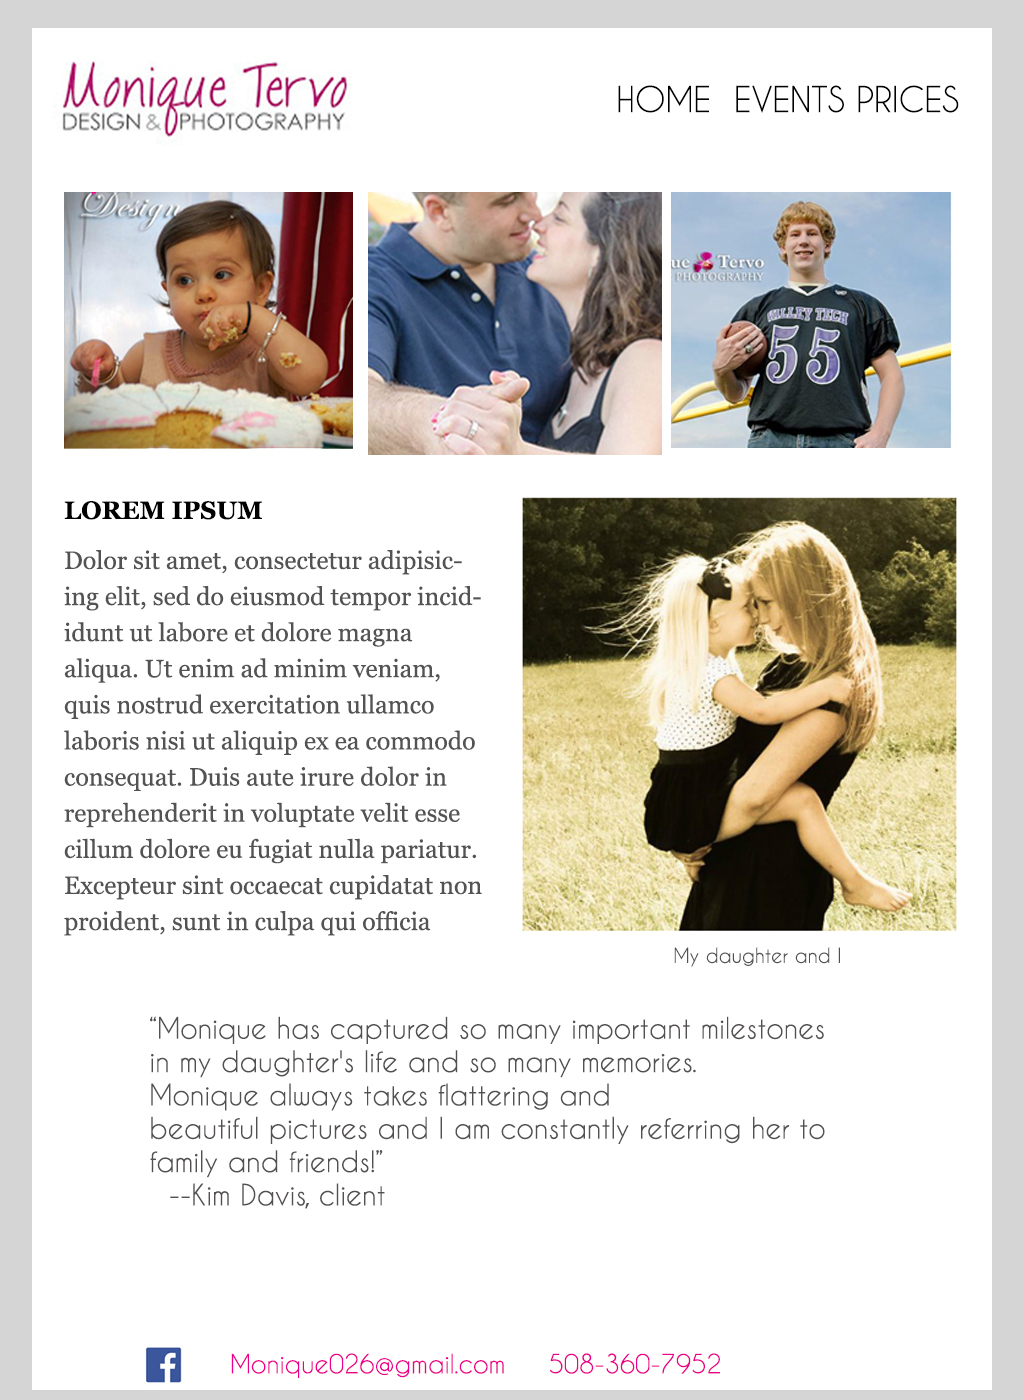 Monique Tervo
DESIGN & PHOTOGRAPHY
HOME EVENTS PRICES
Design
ue Tervo
PHOTOGRAPHY
VALLEY TECH
55
LOREM IPSUM
Dolor sit amet, consectetur adipisic-
ing elit, sed do eiusmod tempor incid-
idunt ut labore et dolore magna
aliqua. Ut enim ad minim veniam,
quis nostrud exercitation ullamco
laboris nisi ut aliquip ex ea commodo
consequat. Duis aute irure dolor in
reprehenderit in voluptate velit esse
cillum dolore eu fugiat nulla pariatur.
Excepteur sint occaecat cupidatat non
proident, sunt in culpa qui officia
My daughter and I
“Monique has captured so many important milestones
in my daughter's life and so many memories.
Monique always takes flattering and
beautiful pictures and I am constantly referring her to
family and friends!”
--Kim Davis, client
f Monique026@gmail.com 508-360-7952